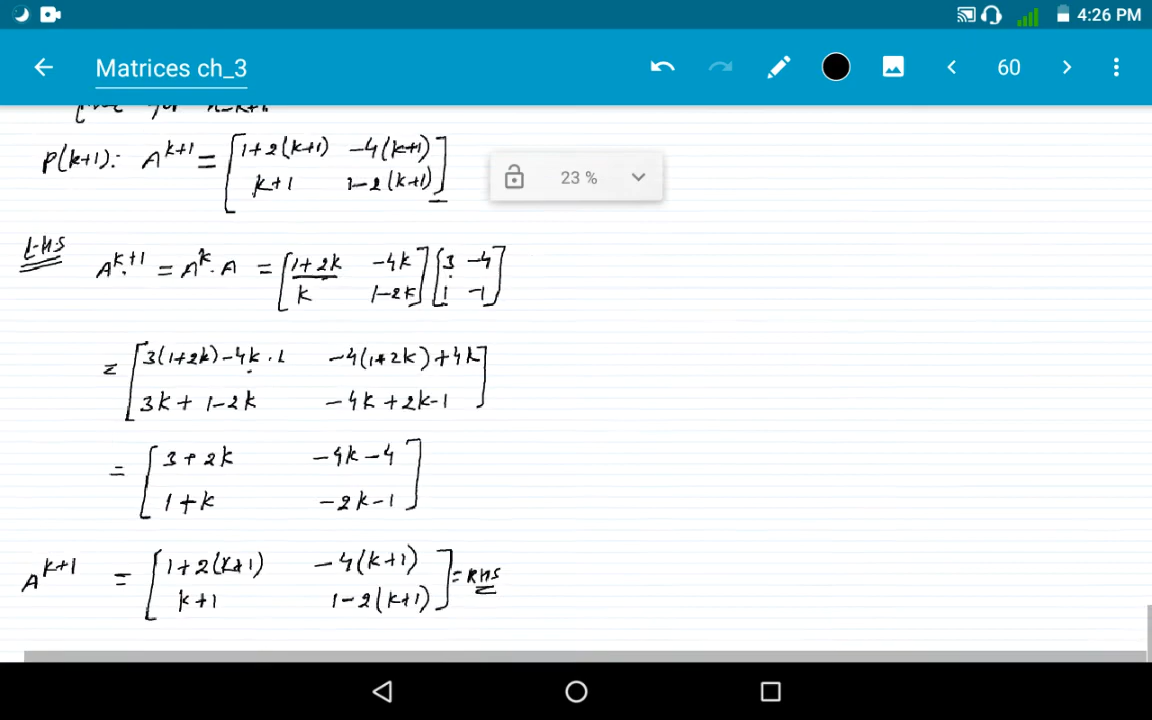 4:26 PM
Matrices ch_3
60
n=k+1.
P(k+1): A^{k+1} = [1+2(k+1) -4(k+1)
k+1 1-2(k+1)]
23 %
L.H.S
A^{k+1} = A^k . A = [1+2k -4k] [3 -4]
[k 1-2k] [1 -1]
= [3(1+2k)-4k.1 -4(1+2k)+4k
3k+1-2k -4k+2k-1]
= [3+2k -4k-4
1+k -2k-1]
A^{k+1} = [1+2(k+1) -4(k+1)
k+1 1-2(k+1)] = RHS